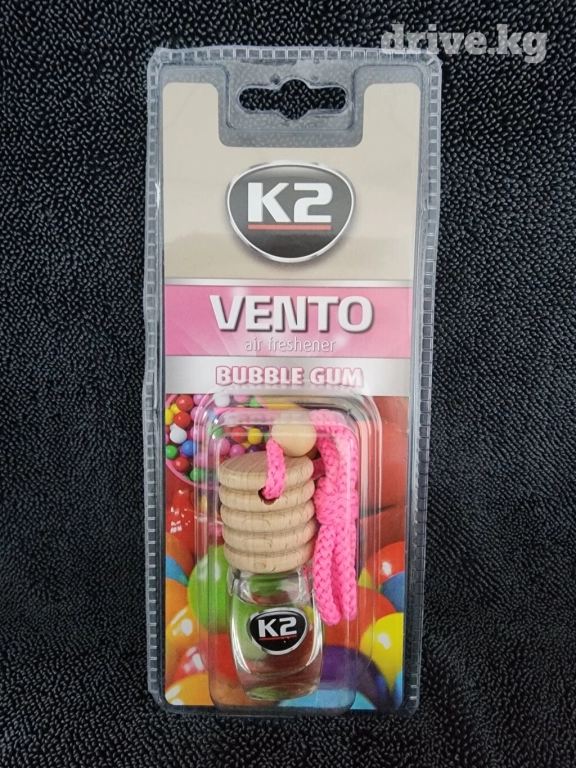 drive.kg
K2
VENTO
air freshener
BUBBLE GUM
K2